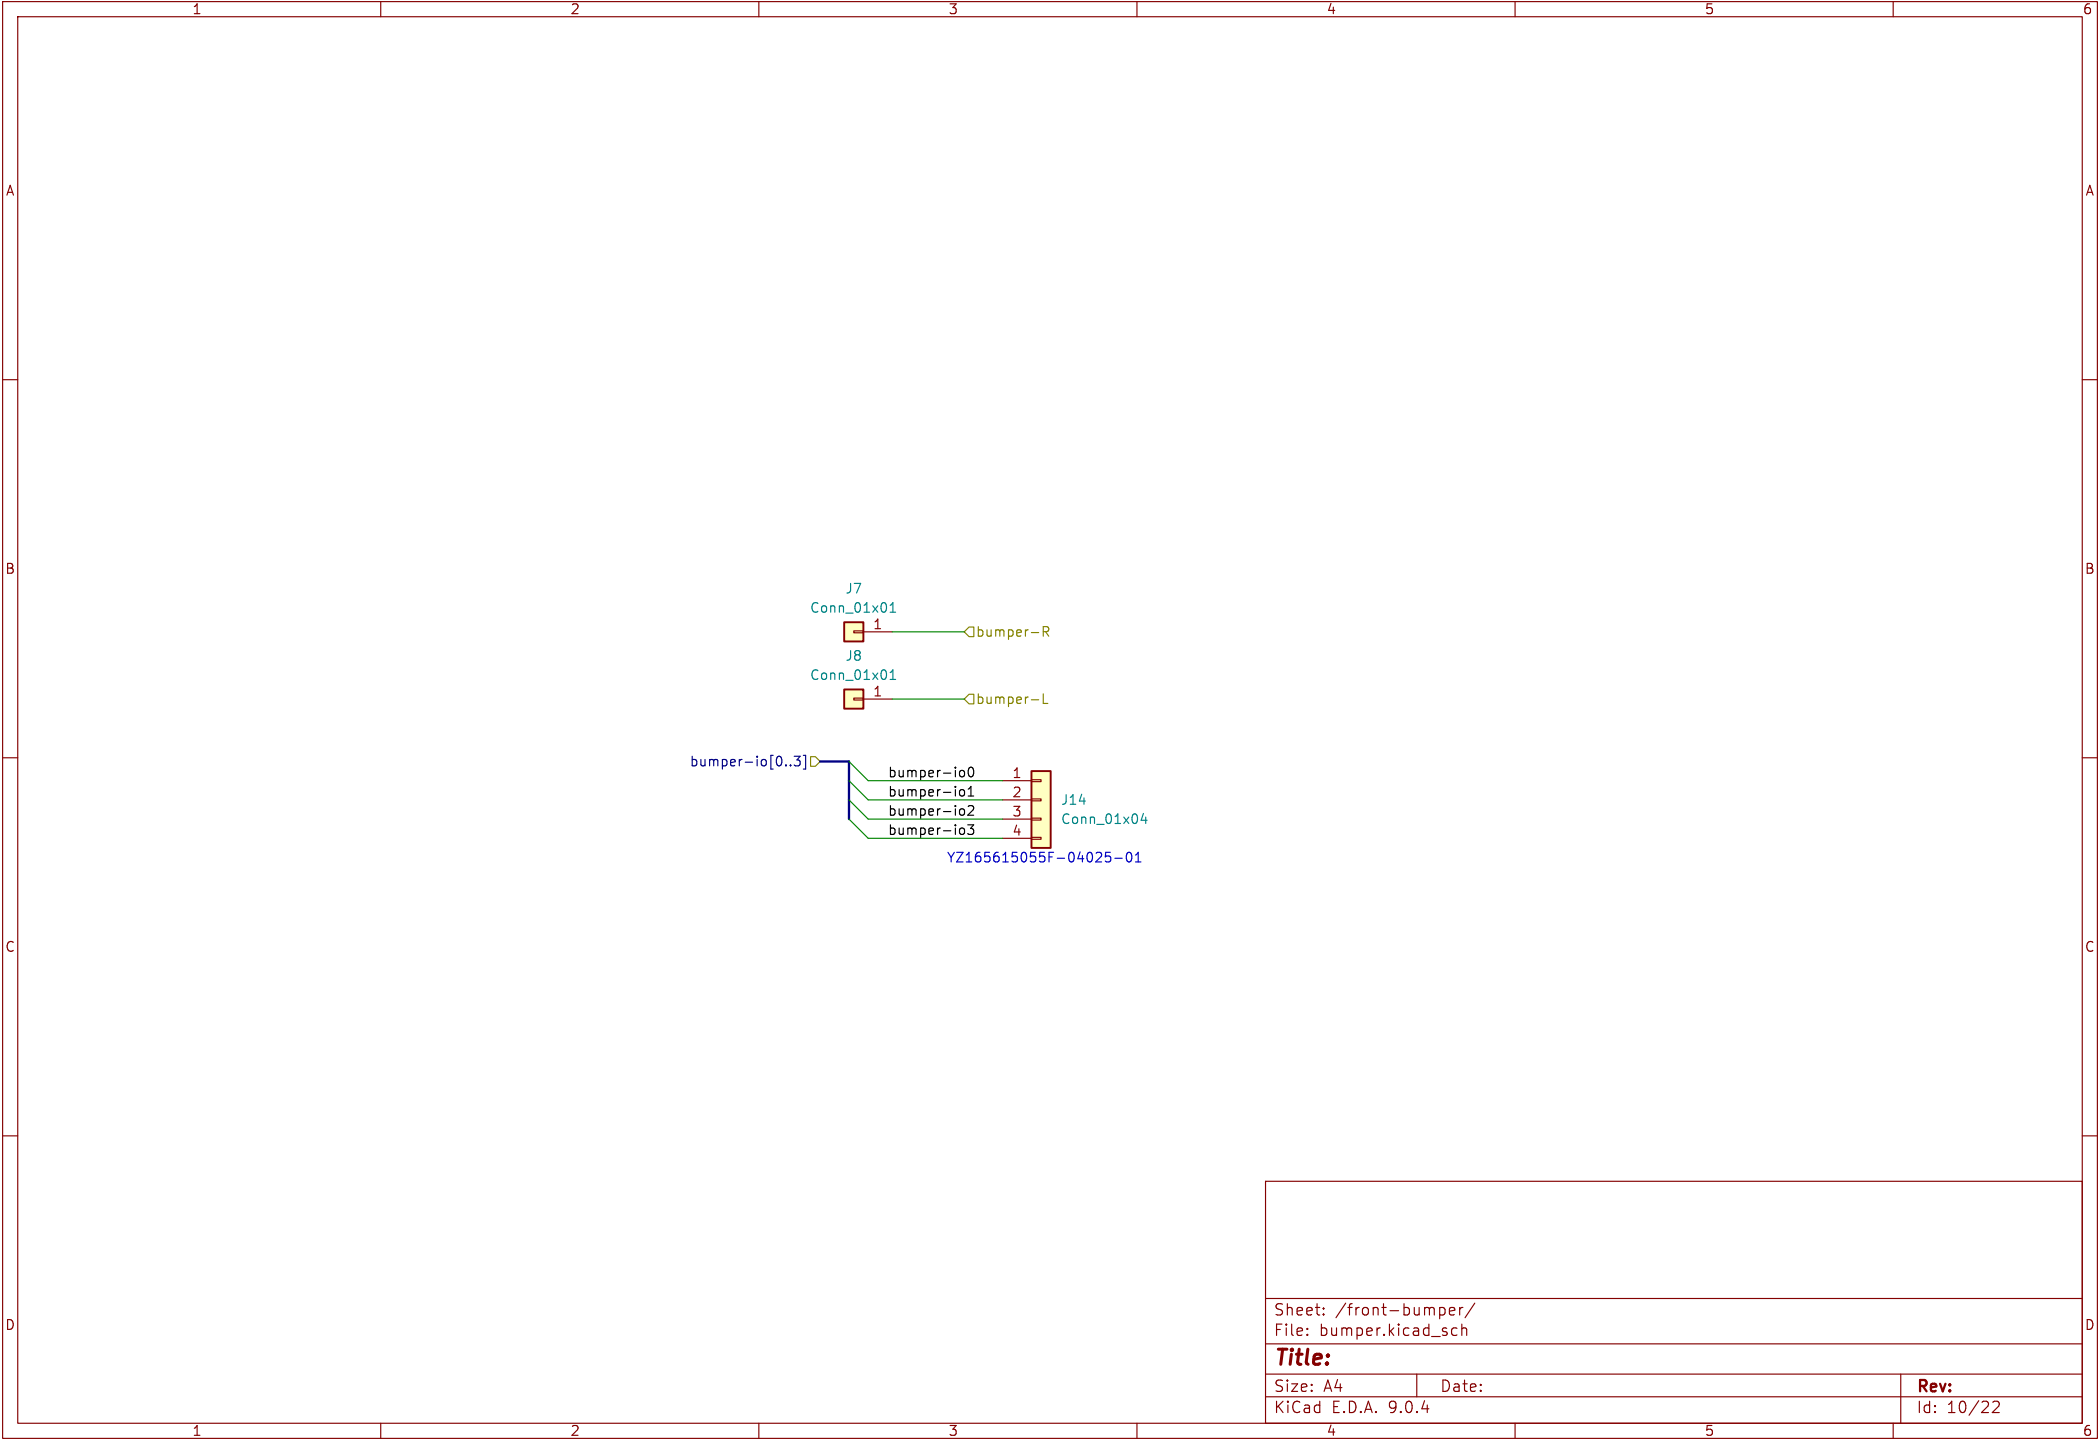 1 2 3 4 5 6
A A
B B
J7
Conn_01x01
1 bumper-R
J8
Conn_01x01
1 bumper-L
bumper-io[0..3]
bumper-io0 1
bumper-io1 2
bumper-io2 3
bumper-io3 4
J14
Conn_01x04
YZ165615055F-04025-01
C C
Sheet: /front-bumper/
File: bumper.kicad_sch
D D
Title:
Size: A4 Date: Rev:
KiCad E.D.A. 9.0.4 Id: 10/22
1 2 3 4 5 6